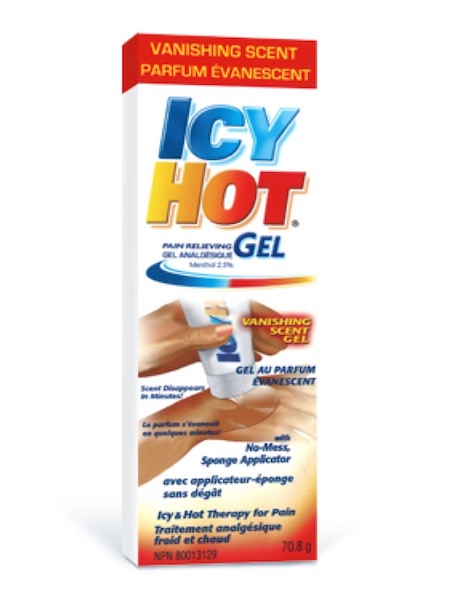 VANISHING SCENT
PARFUM ÉVANESCENT
ICY
HOT®
PAIN RELIEVING
GEL ANALGÉSIQUE
GEL
Menthol 2.5%
VANISHING
SCENT
GEL
GEL AU PARFUM
ÉVANESCENT
Scent Disappears
In Minutes!
Le parfum s'évanouit
en quelques minutes!
with
No-Mess,
Sponge Applicator
avec applicateur-éponge
sans dégât
Icy & Hot Therapy for Pain
Traitement analgésique
froid et chaud
NPN 80013129
70.8 g